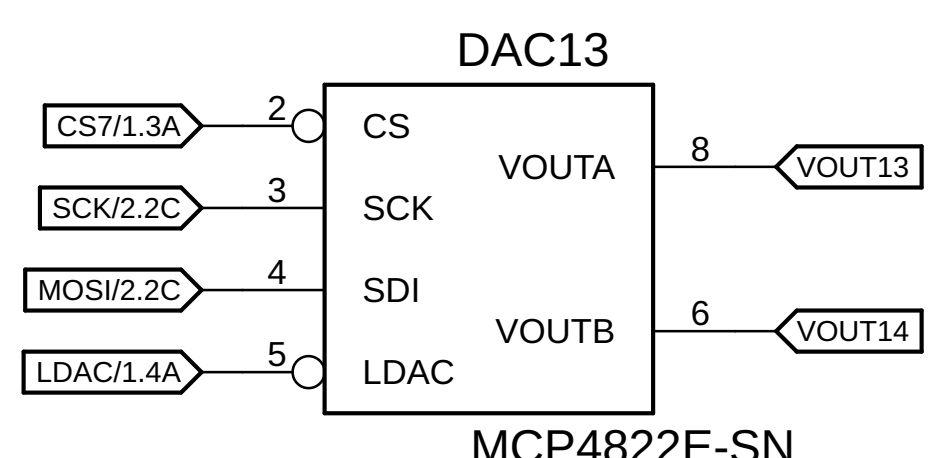 DAC13
CS7/1.3A 2 CS
VOUTA 8 VOUT13
SCK/2.2C 3 SCK
MOSI/2.2C 4 SDI
VOUTB 6 VOUT14
LDAC/1.4A 5 LDAC
MCP4822E-SN